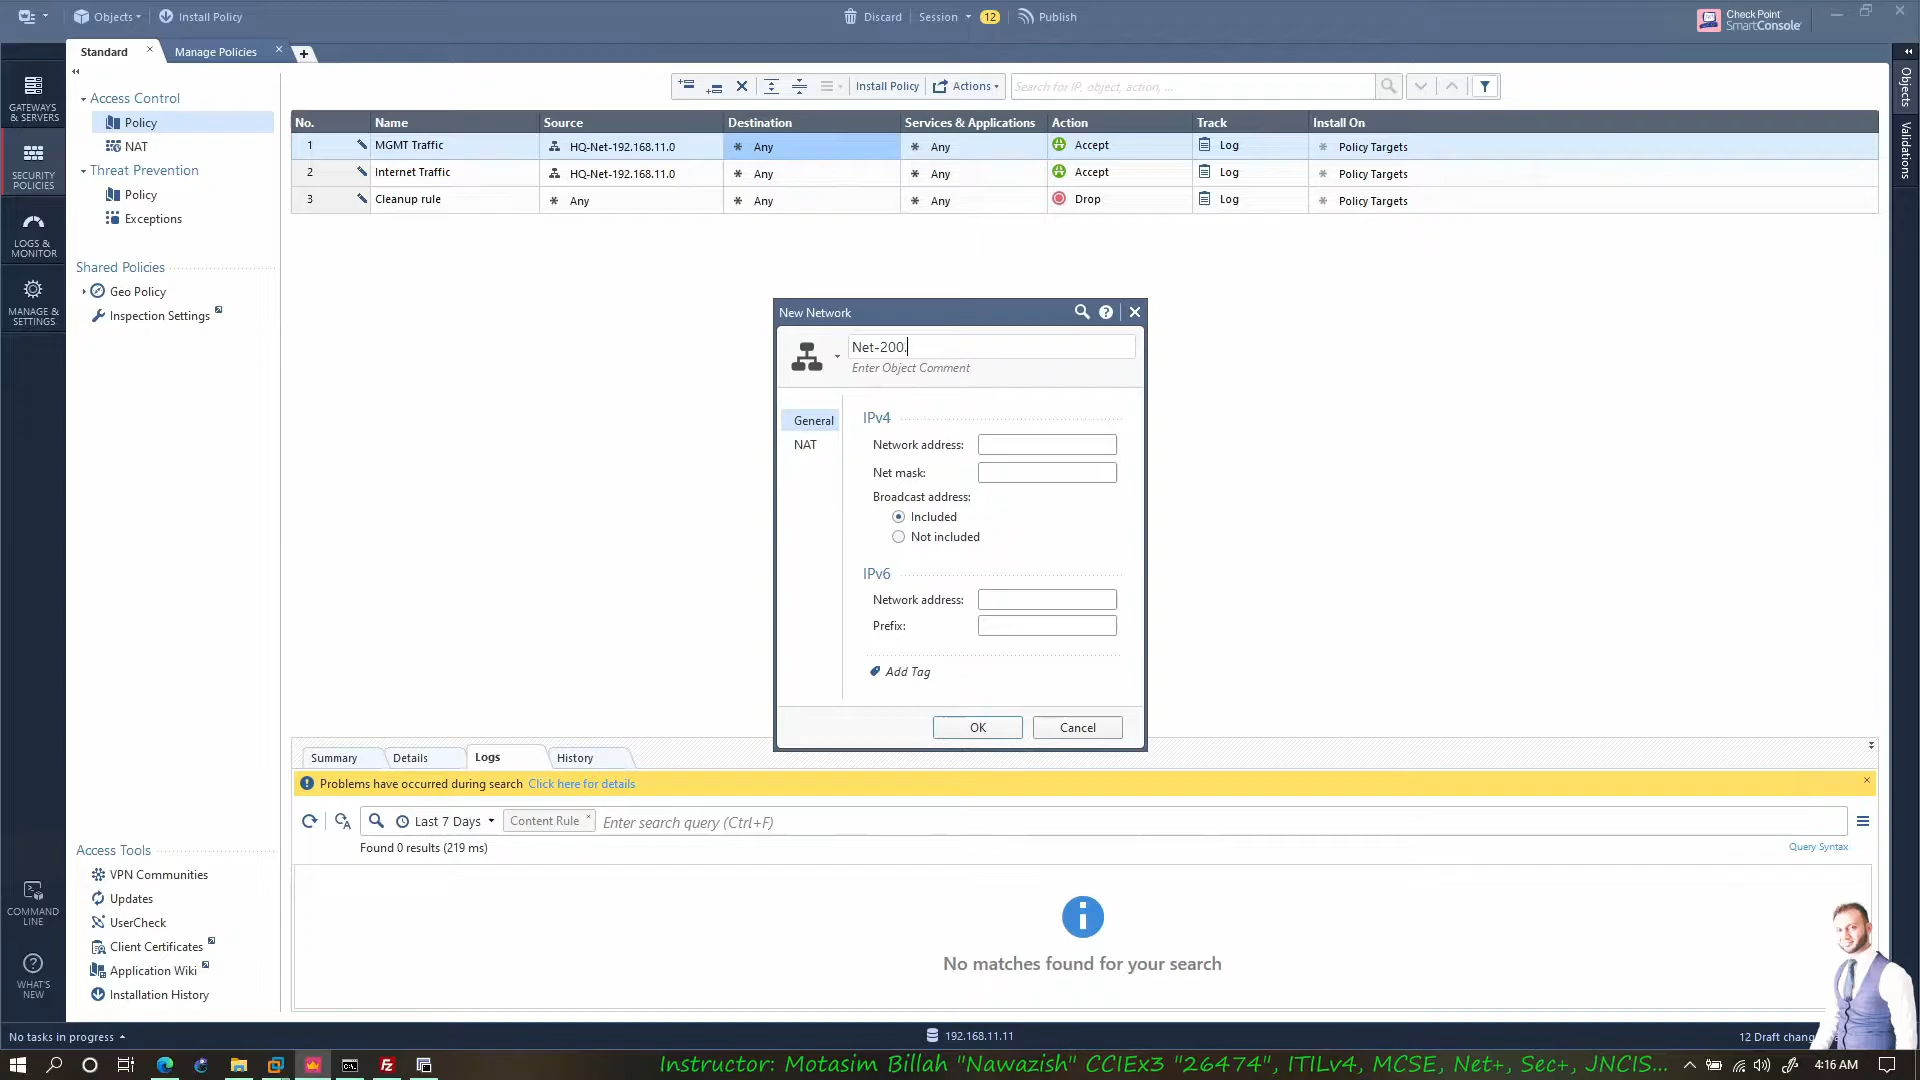 Objects
Install Policy
Discard
Session
12
Publish
Check Point
SmartConsole
Standard
Manage Policies
GATEWAYS & SERVERS
SECURITY POLICIES
LOGS & MONITOR
MANAGE & SETTINGS
COMMAND LINE
WHAT'S NEW
Access Control
Policy
NAT
Threat Prevention
Policy
Exceptions
Shared Policies
Geo Policy
Inspection Settings
Access Tools
VPN Communities
Updates
UserCheck
Client Certificates
Application Wiki
Installation History
Install Policy
Actions
Search for IP, object, action, ...
No. Name Source Destination Services & Applications Action Track Install On
1 MGMT Traffic HQ-Net-192.168.11.0 Any Any Accept Log Policy Targets
2 Internet Traffic HQ-Net-192.168.11.0 Any Any Accept Log Policy Targets
3 Cleanup rule Any Any Any Drop Log Policy Targets
New Network
Net-200.
Enter Object Comment
General
NAT
IPv4
Network address:
Net mask:
Broadcast address:
Included
Not included
IPv6
Network address:
Prefix:
Add Tag
OK
Cancel
Summary
Details
Logs
History
Problems have occurred during search Click here for details
Last 7 Days
Content Rule
Enter search query (Ctrl+F)
Found 0 results (219 ms)
Query Syntax
No matches found for your search
Objects
Validations
No tasks in progress
192.168.11.11
12 Draft chang
Instructor: Motasim Billah "Nawazish" CCIEx3 "26474", ITILv4, MCSE, Net+, Sec+, JNCIS...
4:16 AM